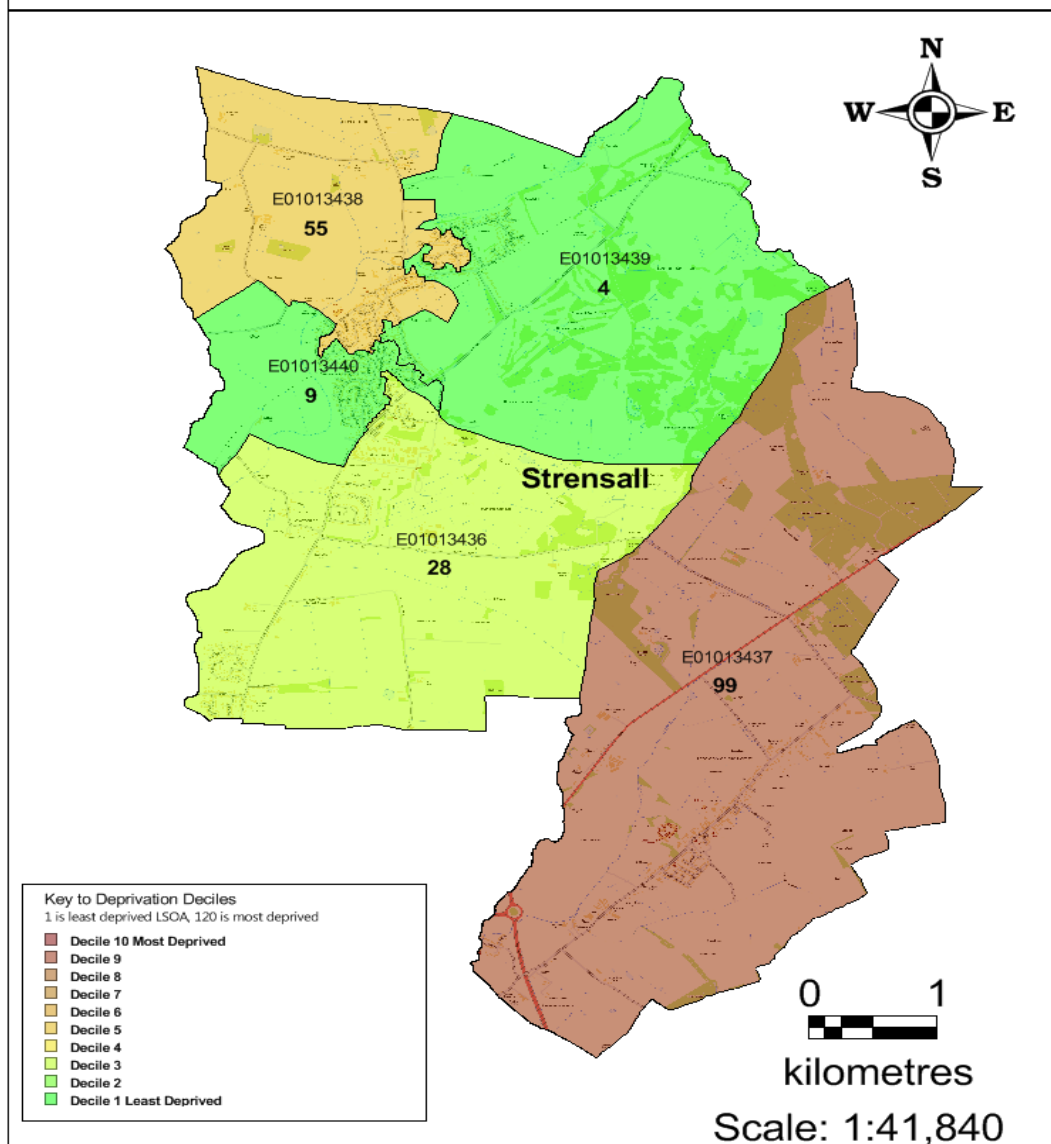 N
W E
S
E01013438
55
E01013439
4
E01013440
9
Strensall
E01013436
28
E01013437
99
Key to Deprivation Deciles
1 is least deprived LSOA, 120 is most deprived
Decile 10 Most Deprived
Decile 9
Decile 8
Decile 7
Decile 6
Decile 5
Decile 4
Decile 3
Decile 2
Decile 1 Least Deprived
0 1
kilometres
Scale: 1:41,840